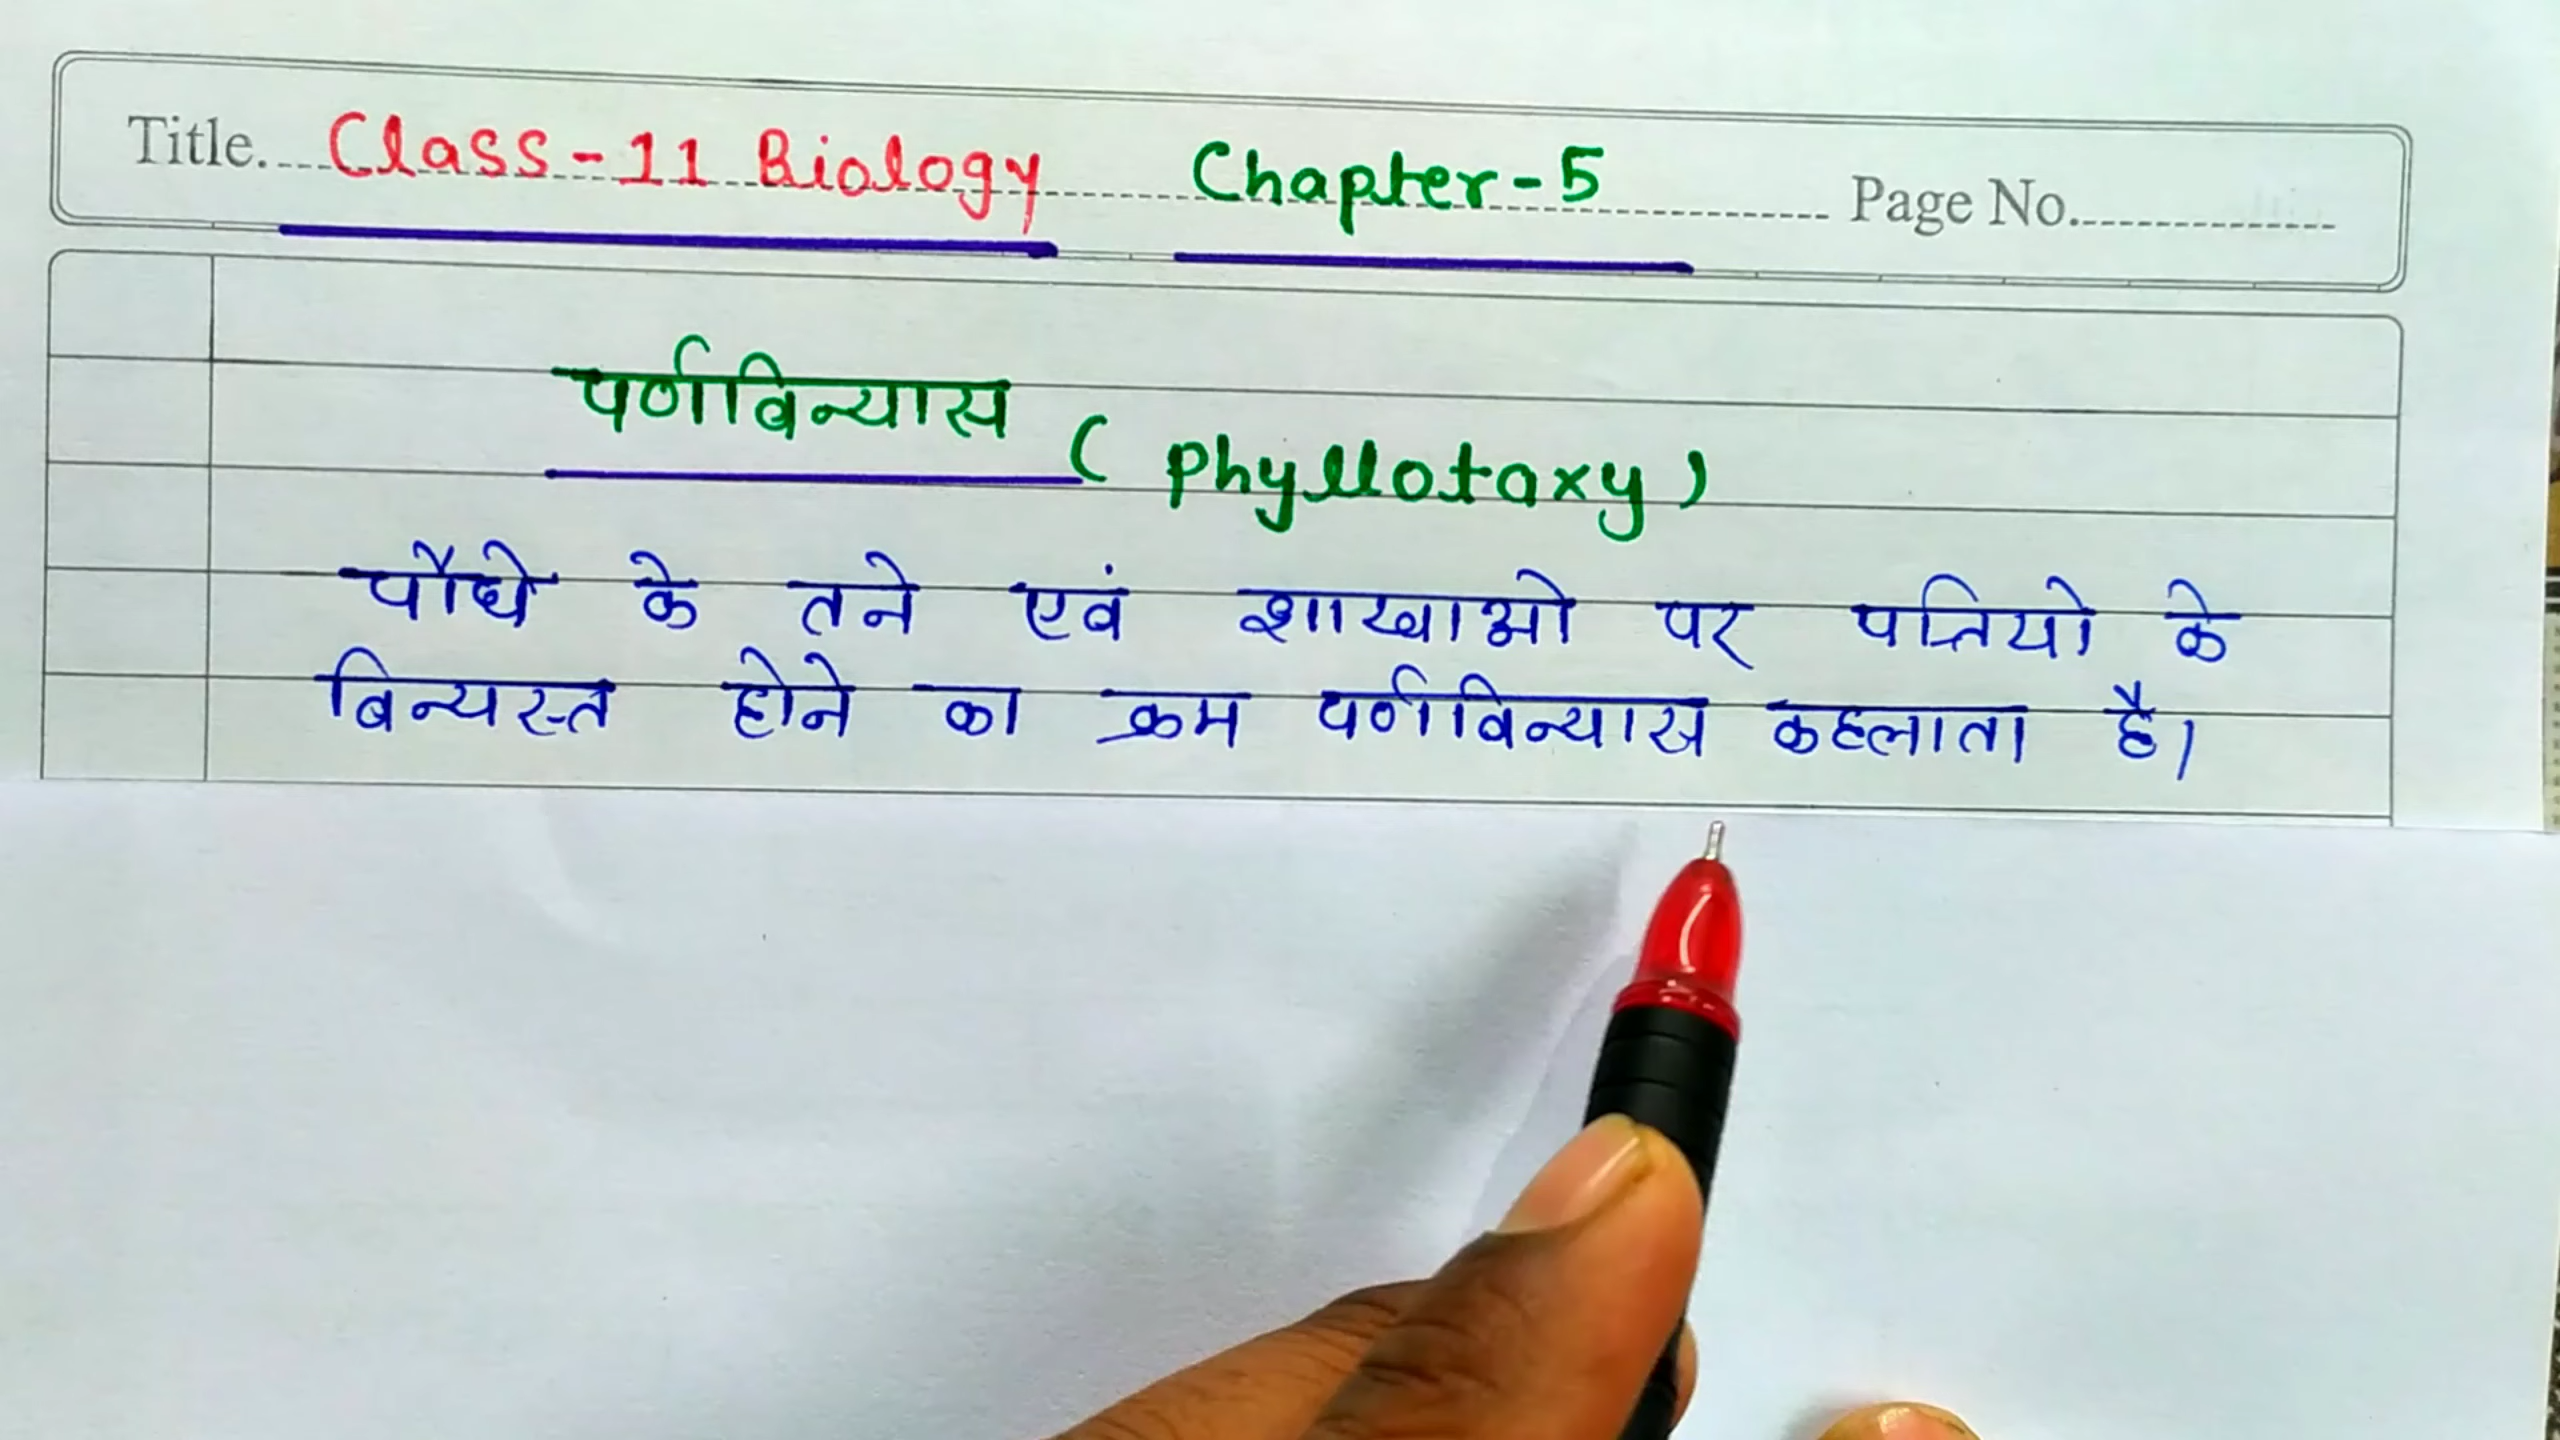 Title. Class-11 Biology Chapter-5 Page No.
पर्णविन्यास ( Phyllotaxy )
पौधे के तने एवं शाखाओ पर पत्तियो के
विन्यस्त होने का क्रम पर्णविन्यास कहलाता है।